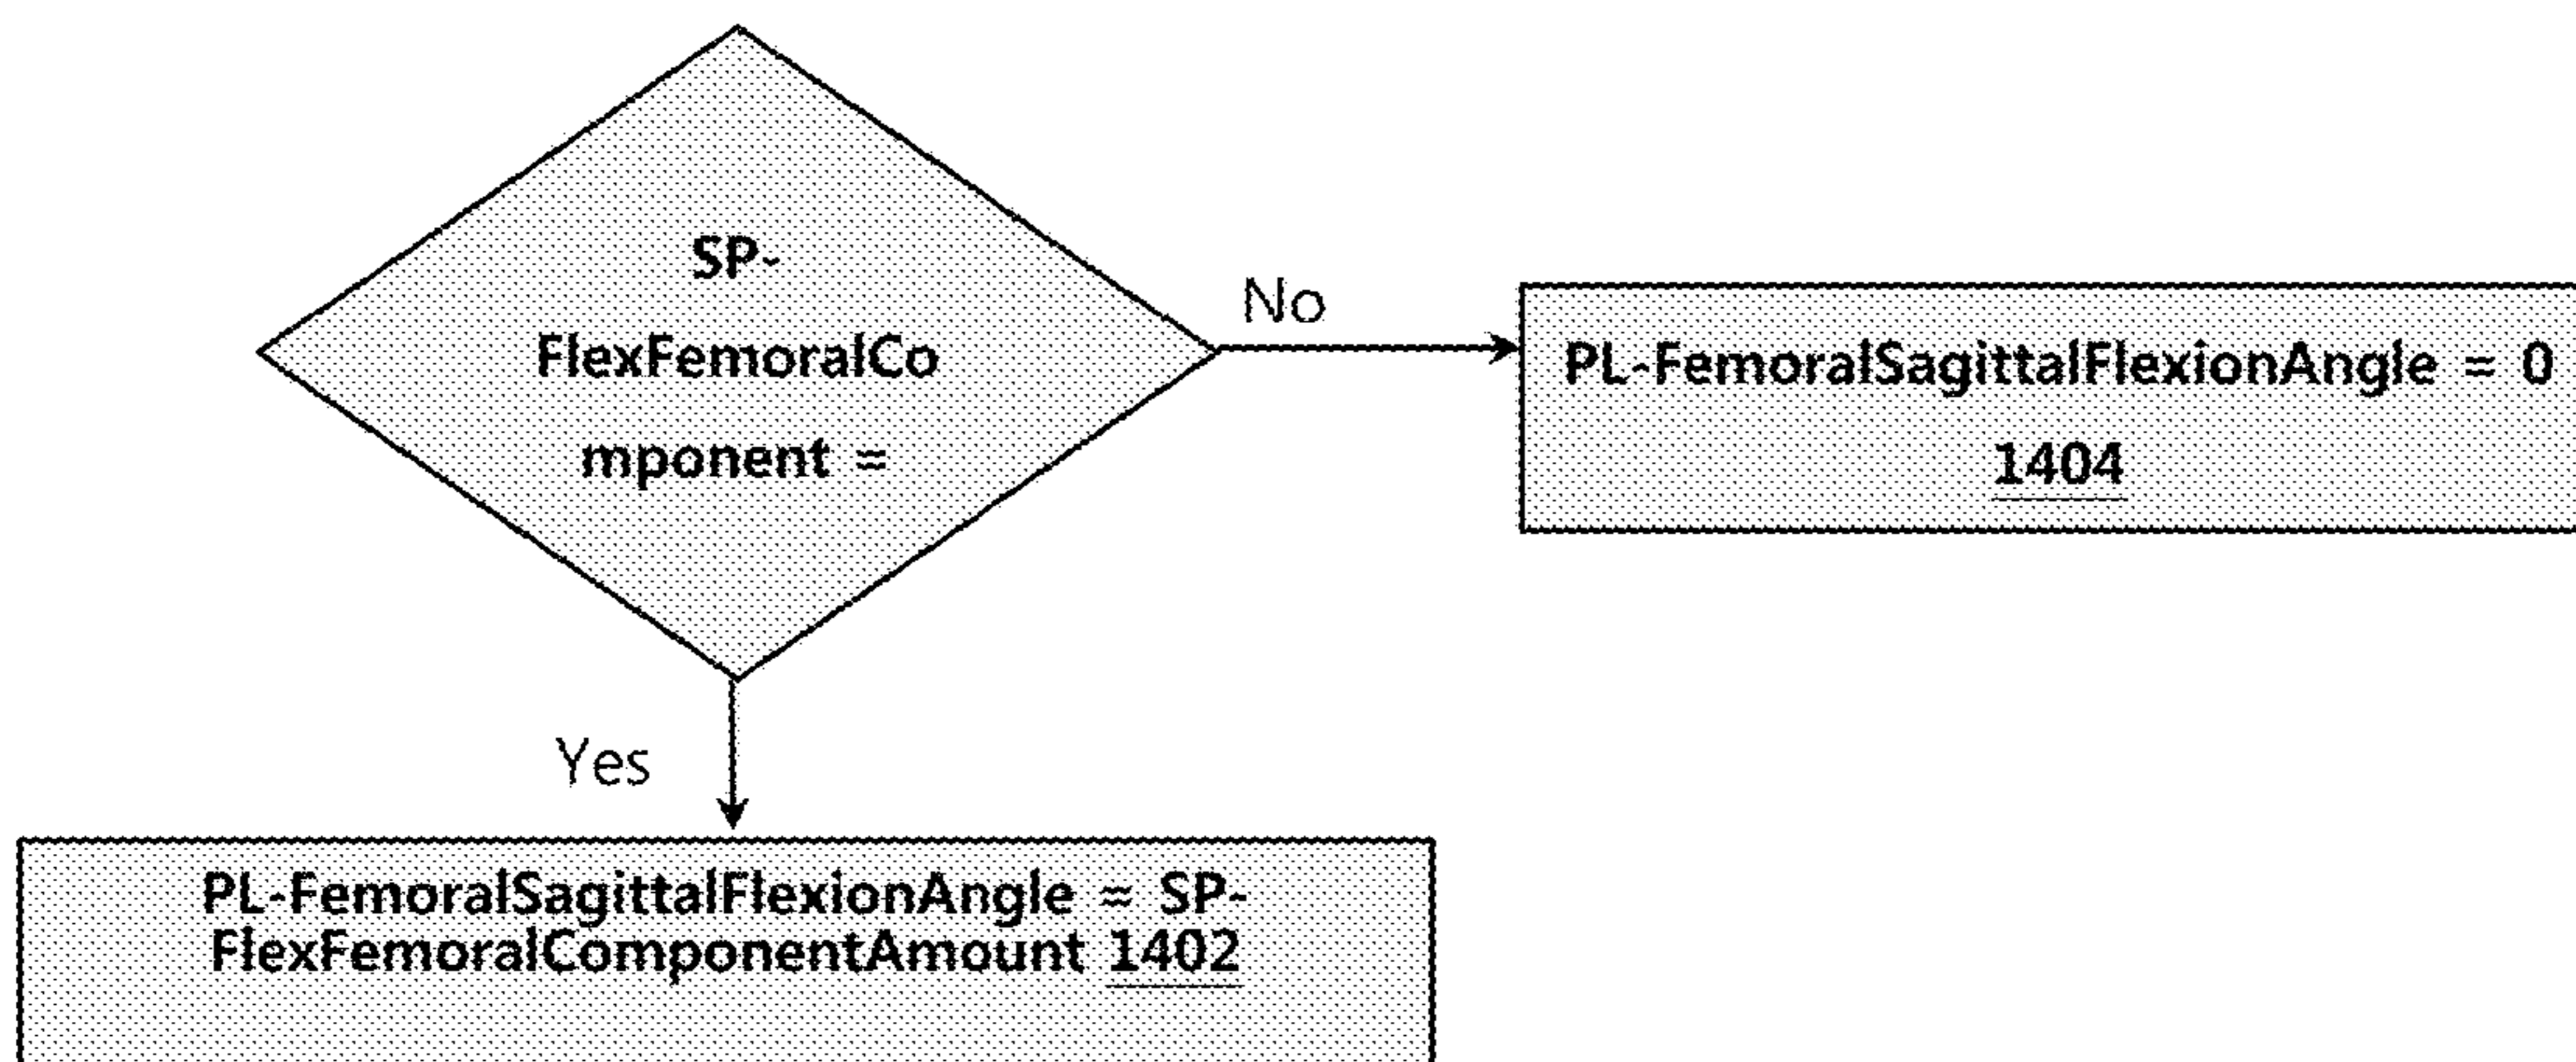 SP-
FlexFemoralCo
mponent =
No
PL-FemoralSagittalFlexionAngle = 0
1404
Yes
PL-FemoralSagittalFlexionAngle = SP-
FlexFemoralComponentAmount 1402